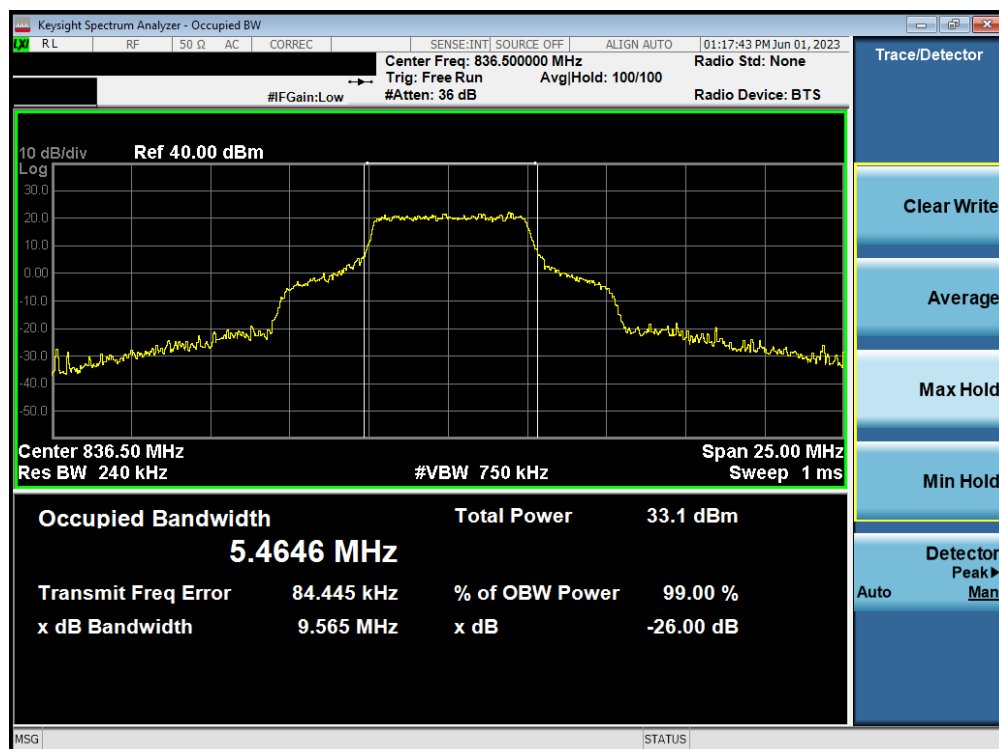 Keysight Spectrum Analyzer - Occupied BW
LXI RL RF 50 Ω AC CORREC SENSE:INT SOURCE OFF ALIGN AUTO 01:17:43 PM Jun 01, 2023
Center Freq: 836.500000 MHz Radio Std: None
Trig: Free Run Avg|Hold: 100/100
#IFGain:Low #Atten: 36 dB Radio Device: BTS
10 dB/div Ref 40.00 dBm
Log
30.0
20.0
10.0
0.00
-10.0
-20.0
-30.0
-40.0
-50.0
Center 836.50 MHz Span 25.00 MHz
Res BW 240 kHz #VBW 750 kHz Sweep 1 ms
Occupied Bandwidth Total Power 33.1 dBm
5.4646 MHz
Transmit Freq Error 84.445 kHz % of OBW Power 99.00 %
x dB Bandwidth 9.565 MHz x dB -26.00 dB
MSG STATUS
Trace/Detector
Clear Write
Average
Max Hold
Min Hold
Detector
Peak▶
Auto Man